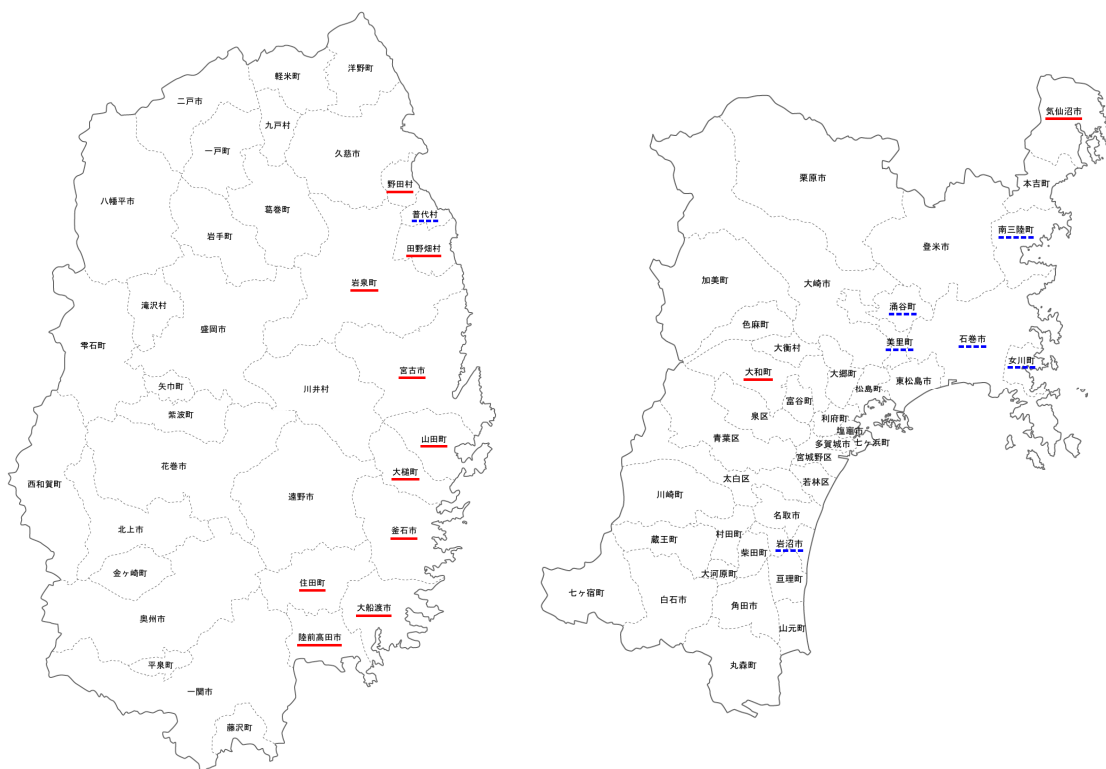 洋野町
軽米町
二戸市
九戸村
一戸町
久慈市
野田村
八幡平市
葛巻町
普代村
岩手町
田野畑村
岩泉町
滝沢村
盛岡市
雫石町
宮古市
矢巾町
川井村
紫波町
山田町
花巻市
大槌町
西和賀町
遠野市
北上市
釜石市
金ヶ崎町
住田町
大船渡市
奥州市
陸前高田市
平泉町
一関市
藤沢町
気仙沼市
栗原市
本吉町
南三陸町
登米市
加美町
大崎市
涌谷町
色麻町
美里町
石巻市
大衡村
女川町
大和町
大郷町
東松島市
松島町
富谷町
泉区
利府町
塩竈市
青葉区
多賀城市
七ヶ浜町
宮城野区
太白区
若林区
川崎町
名取市
村田町
蔵王町
岩沼市
柴田町
大河原町
亘理町
七ヶ宿町
白石市
角田市
山元町
丸森町